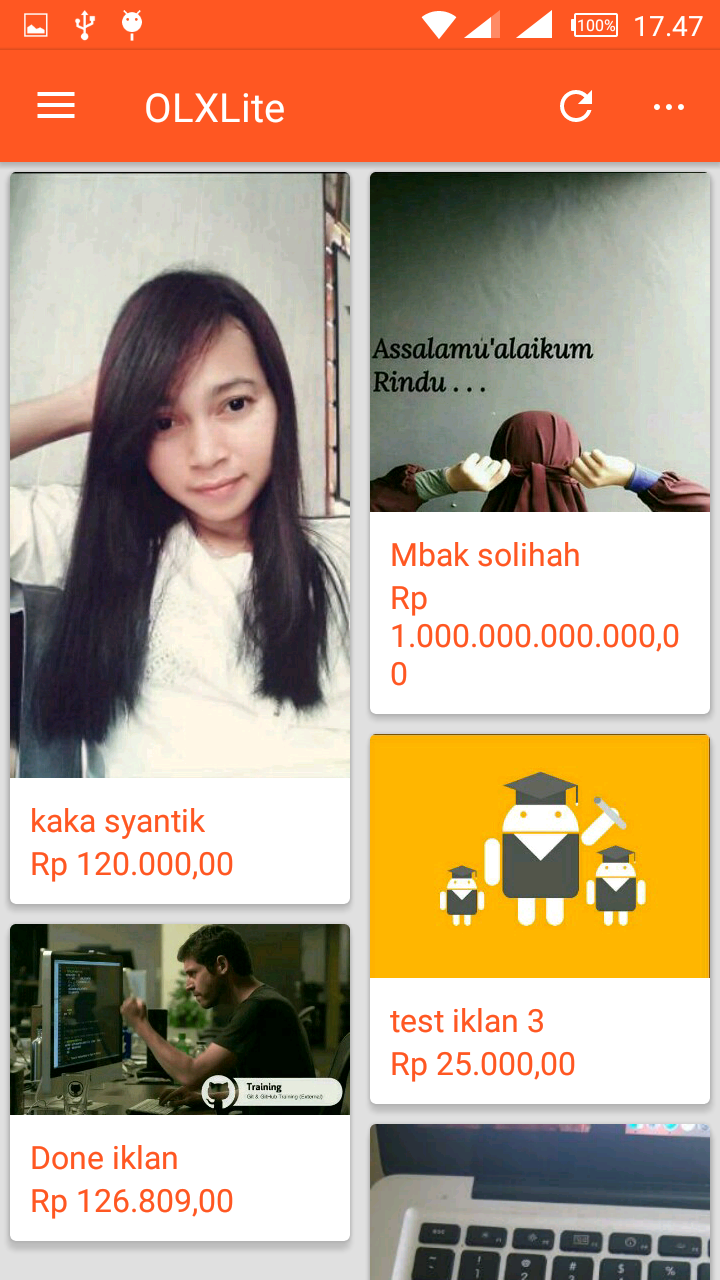 100%
17.47
OLXLite
Assalamu'alaikum
Rindu . . .
kaka syantik
Rp 120.000,00
Mbak solihah
Rp
1.000.000.000.000,0
0
test iklan 3
Rp 25.000,00
Training
Git & GitHub Training (External)
Done iklan
Rp 126.809,00